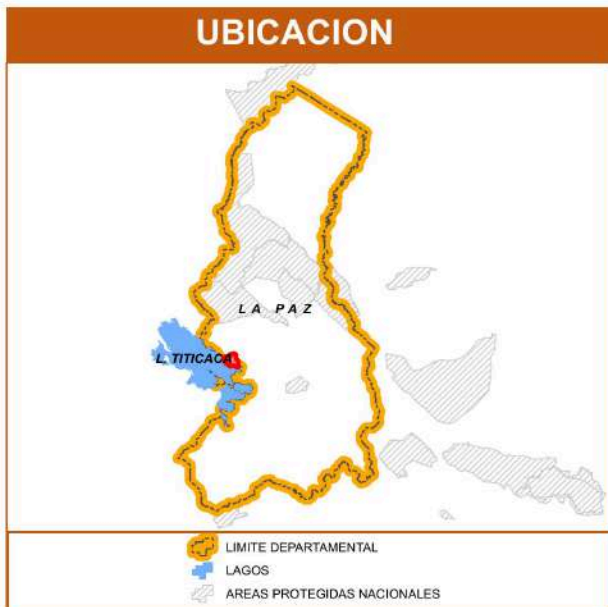 UBICACION
LA PAZ
L. TITICACA
LIMITE DEPARTAMENTAL
LAGOS
AREAS PROTEGIDAS NACIONALES